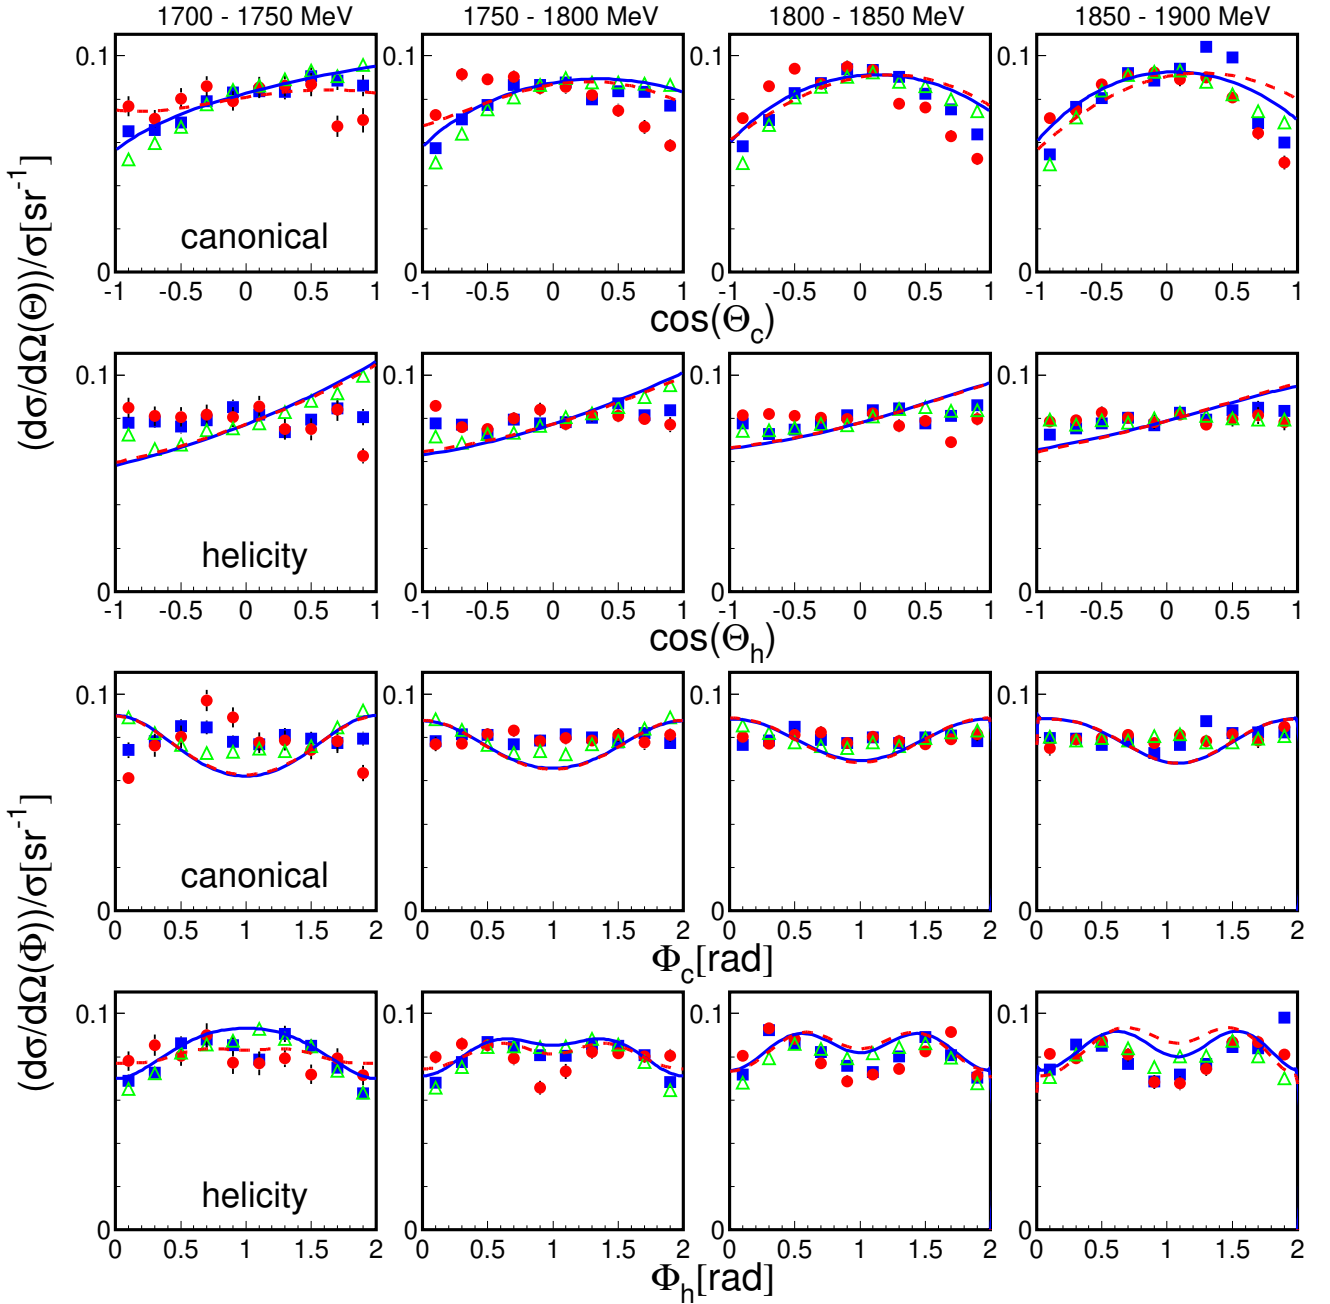 1700 - 1750 MeV 1750 - 1800 MeV 1800 - 1850 MeV 1850 - 1900 MeV
(dσ/dΩ(Θ))/σ[sr⁻¹]
0.1 0.1 0.1 0.1
canonical
0 0 0 0
-1 -0.5 0 0.5 1 -1 -0.5 0 0.5 1 -1 -0.5 0 0.5 1 -1 -0.5 0 0.5 1
cos(Θc)
0.1 0.1 0.1 0.1
helicity
0 0 0 0
-1 -0.5 0 0.5 1 -1 -0.5 0 0.5 1 -1 -0.5 0 0.5 1 -1 -0.5 0 0.5 1
cos(Θh)
(dσ/dΩ(Φ))/σ[sr⁻¹]
0.1 0.1 0.1 0.1
canonical
0 0 0 0
0 0.5 1 1.5 2 0 0.5 1 1.5 2 0 0.5 1 1.5 2 0 0.5 1 1.5 2
Φc[rad]
0.1 0.1 0.1 0.1
helicity
0 0 0 0
0 0.5 1 1.5 2 0 0.5 1 1.5 2 0 0.5 1 1.5 2 0 0.5 1 1.5 2
Φh[rad]